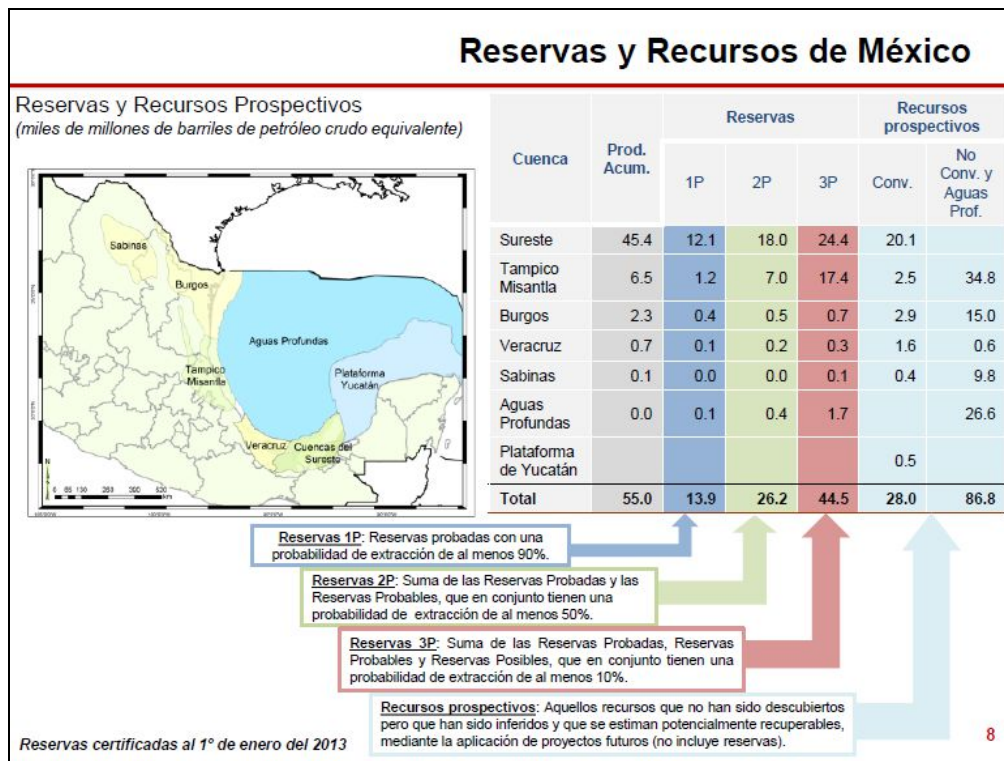 Reservas y Recursos de México
Reservas y Recursos Prospectivos
(miles de millones de barriles de petróleo crudo equivalente)
Sabinas
Burgos
Aguas Profundas
Tampico
Misantla
Plataforma
Yucatán
Veracruz
Cuencas del
Sureste
Cuenca Prod. Acum. Reservas Recursos prospectivos
1P 2P 3P Conv. No Conv. y Aguas Prof.
Sureste 45.4 12.1 18.0 24.4 20.1
Tampico Misantla 6.5 1.2 7.0 17.4 2.5 34.8
Burgos 2.3 0.4 0.5 0.7 2.9 15.0
Veracruz 0.7 0.1 0.2 0.3 1.6 0.6
Sabinas 0.1 0.0 0.0 0.1 0.4 9.8
Aguas Profundas 0.0 0.1 0.4 1.7 26.6
Plataforma de Yucatán 0.5
Total 55.0 13.9 26.2 44.5 28.0 86.8
Reservas 1P: Reservas probadas con una
probabilidad de extracción de al menos 90%.
Reservas 2P: Suma de las Reservas Probadas y las
Reservas Probables, que en conjunto tienen una
probabilidad de extracción de al menos 50%.
Reservas 3P: Suma de las Reservas Probadas, Reservas
Probables y Reservas Posibles, que en conjunto tienen una
probabilidad de extracción de al menos 10%.
Recursos prospectivos: Aquellos recursos que no han sido descubiertos
pero que han sido inferidos y que se estiman potencialmente recuperables,
mediante la aplicación de proyectos futuros (no incluye reservas).
Reservas certificadas al 1º de enero del 2013
8